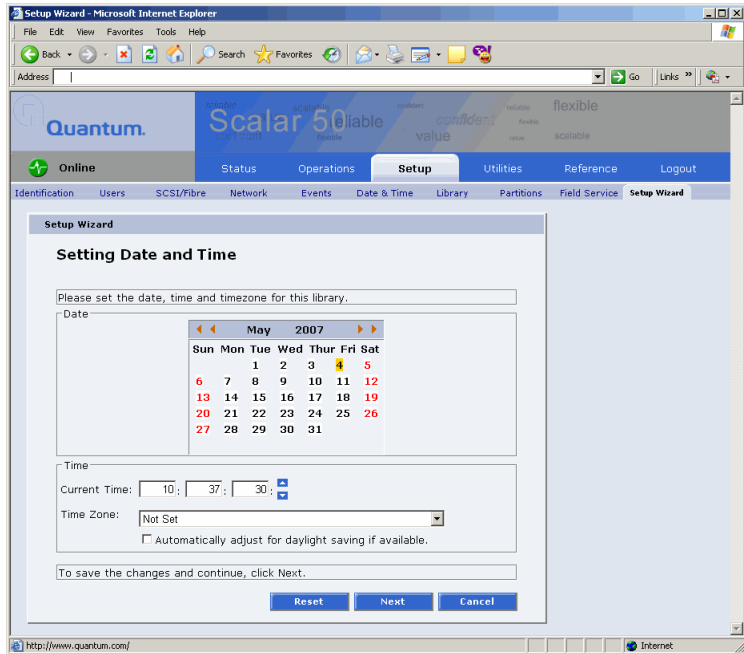 Setup Wizard - Microsoft Internet Explorer
File Edit View Favorites Tools Help
Back Search Favorites
Address Go Links »
Quantum. Scalar 50 reliable scalable confident value flexible scalable
Online Status Operations Setup Utilities Reference Logout
Identification Users SCSI/Fibre Network Events Date & Time Library Partitions Field Service Setup Wizard
Setup Wizard
Setting Date and Time
Please set the date, time and timezone for this library.
Date
May 2007
Sun Mon Tue Wed Thur Fri Sat
1 2 3 4 5
6 7 8 9 10 11 12
13 14 15 16 17 18 19
20 21 22 23 24 25 26
27 28 29 30 31
Time
Current Time: 10 : 37 : 30 :
Time Zone: Not Set
Automatically adjust for daylight saving if available.
To save the changes and continue, click Next.
Reset Next Cancel
http://www.quantum.com/ Internet